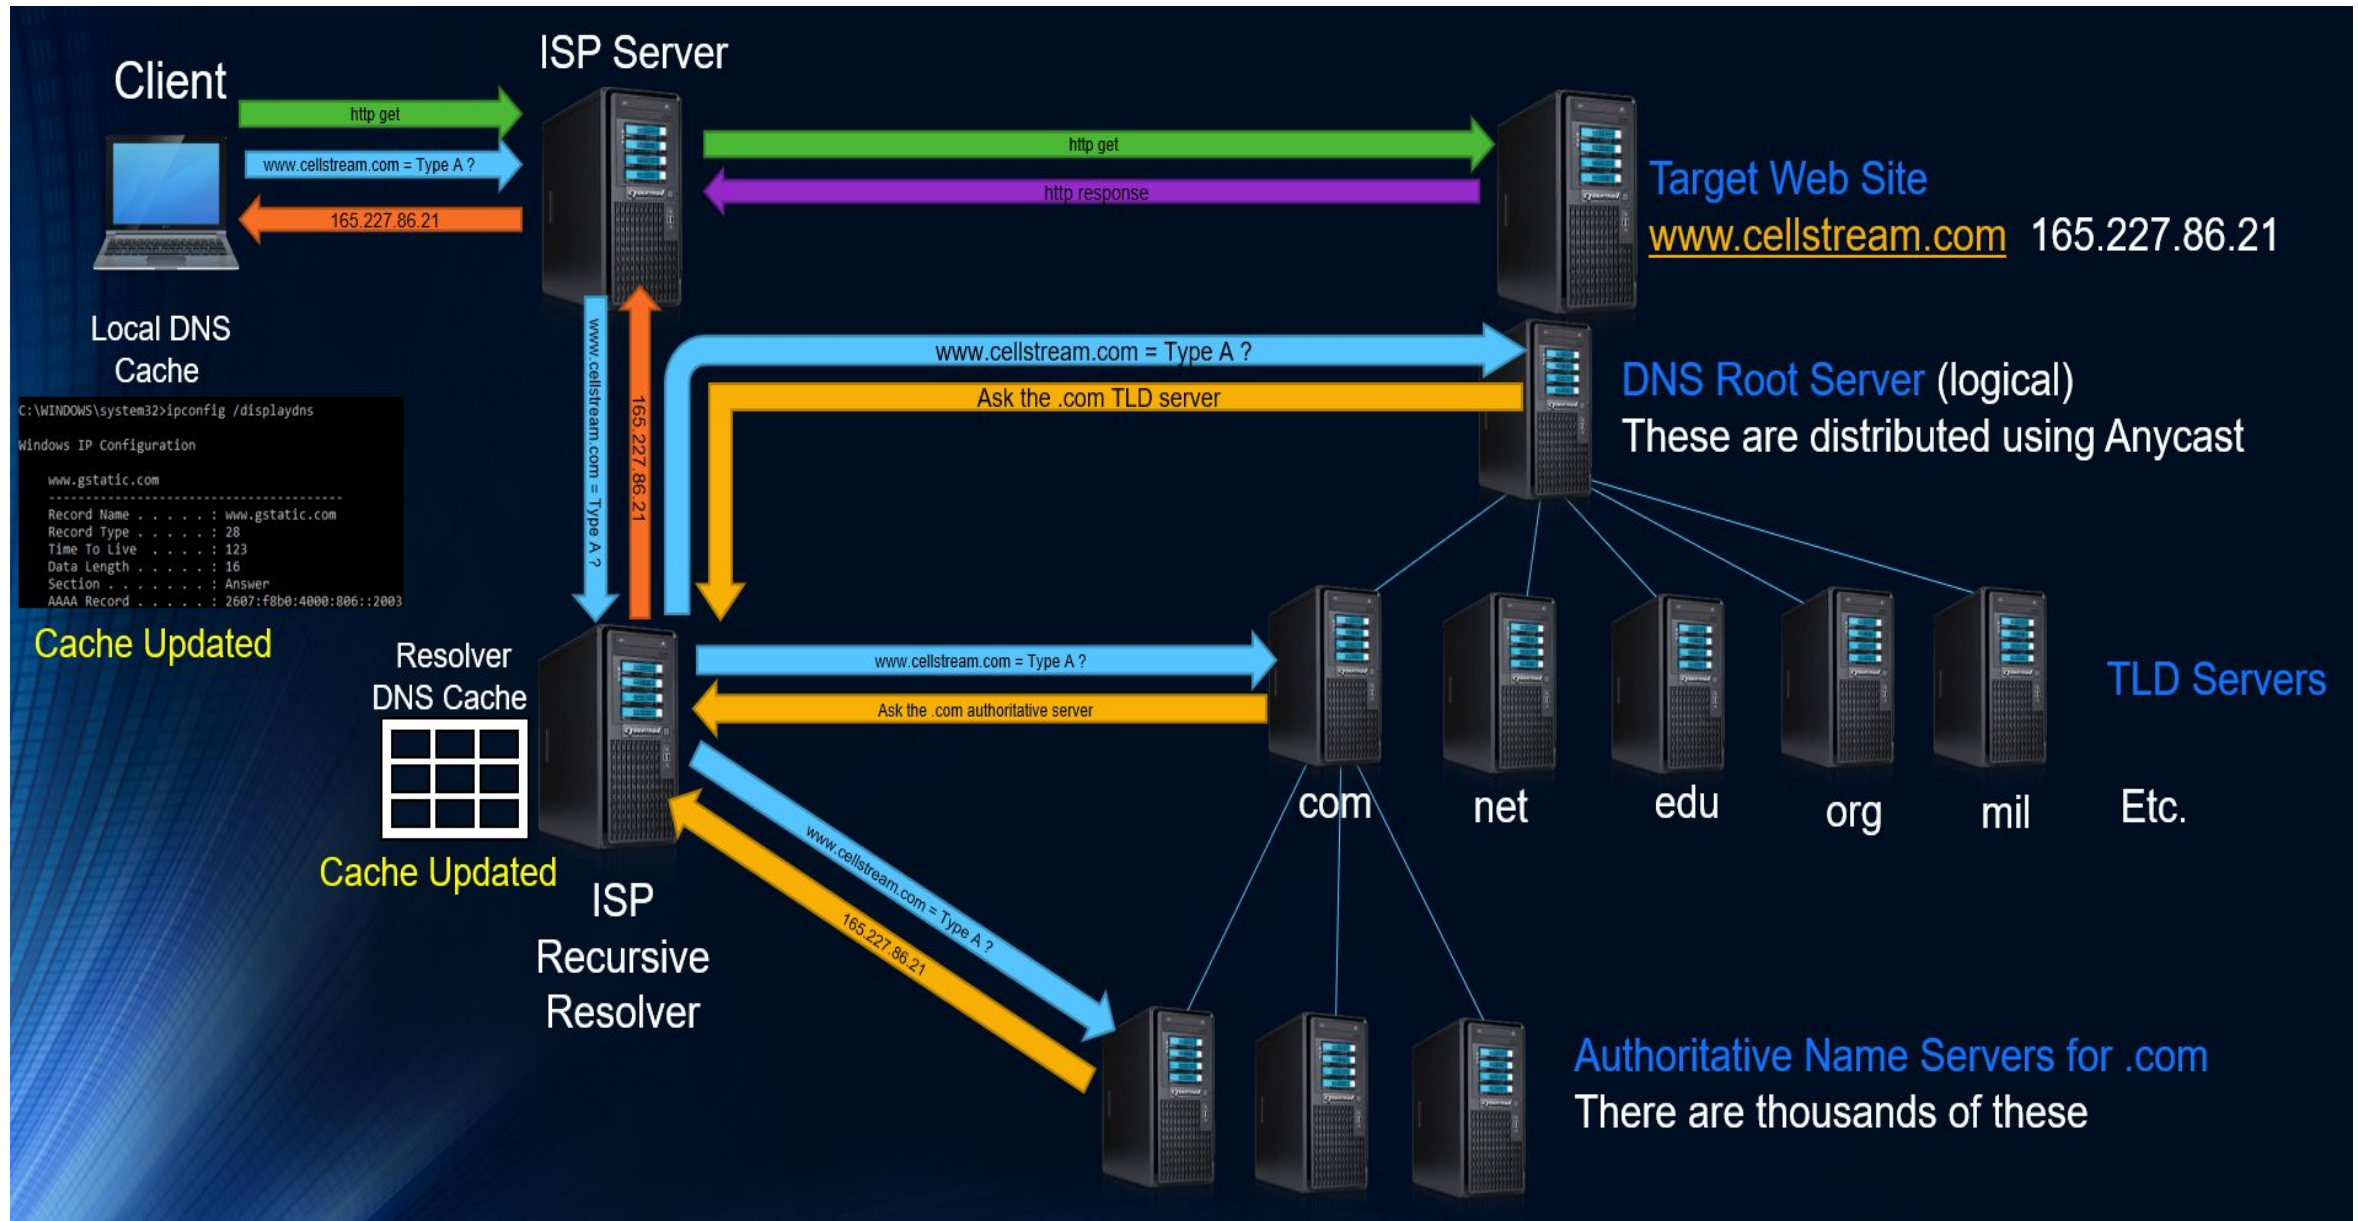 ISP Server
Client
http get
www.cellstream.com = Type A ?
165.227.86.21
http get
http response
Target Web Site
www.cellstream.com 165.227.86.21
Local DNS
Cache
C:\WINDOWS\system32>ipconfig /displaydns
Windows IP Configuration
www.gstatic.com
----------------------------------------
Record Name . . . . . : www.gstatic.com
Record Type . . . . . : 28
Time To Live  . . . . : 123
Data Length . . . . . : 16
Section . . . . . . . : Answer
AAAA Record . . . . . : 2607:f8b0:4000:806::2003
Cache Updated
www.cellstream.com = Type A ?
165.227.86.21
www.cellstream.com = Type A ?
Ask the .com TLD server
DNS Root Server (logical)
These are distributed using Anycast
Resolver
DNS Cache
Cache Updated
ISP
Recursive
Resolver
www.cellstream.com = Type A ?
Ask the .com authoritative server
TLD Servers
com
net
edu
org
mil
Etc.
www.cellstream.com = Type A ?
165.227.86.21
Authoritative Name Servers for .com
There are thousands of these